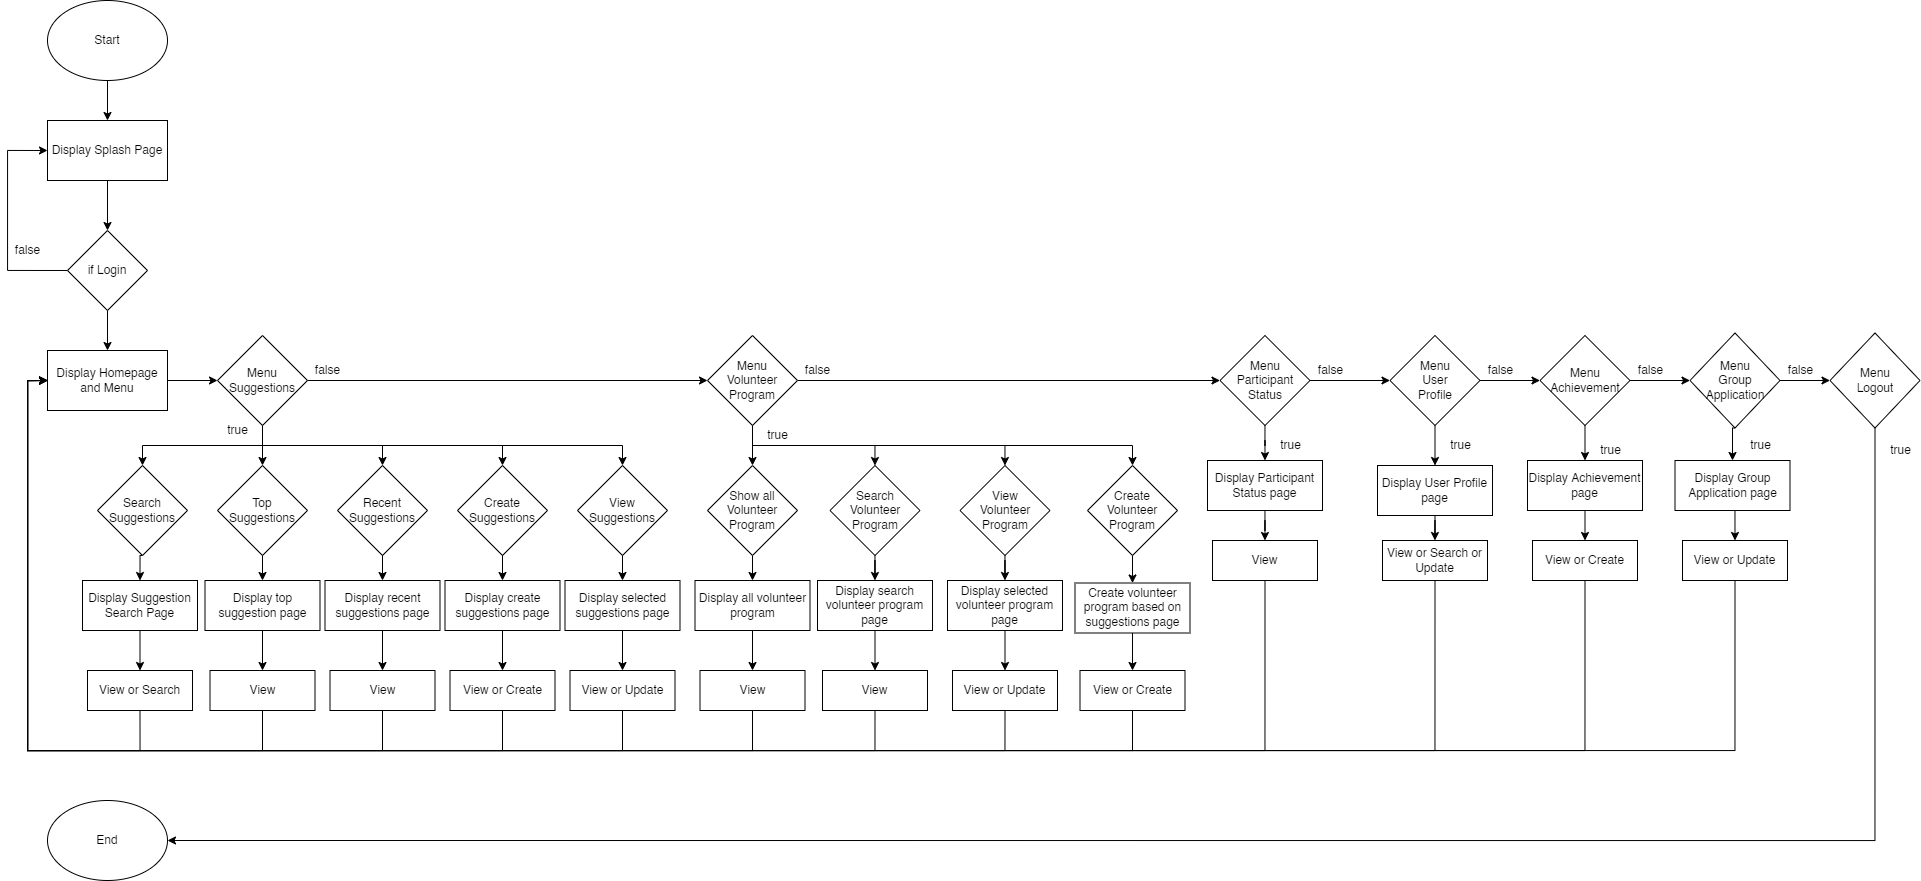 Start
Display Splash Page
false
if Login
Display Homepage
and Menu
Menu
Suggestions
false
true
Menu
Volunteer
Program
false
true
Menu
Participant
Status
false
true
Menu
User
Profile
false
true
Menu
Achievement
false
true
Menu
Group
Application
false
true
Menu
Logout
true
Search
Suggestions
Top
Suggestions
Recent
Suggestions
Create
Suggestions
View
Suggestions
Show all
Volunteer
Program
Search
Volunteer
Program
View
Volunteer
Program
Create
Volunteer
Program
Display Participant
Status page
Display User Profile
page
Display Achievement
page
Display Group
Application page
View
View or Search or
Update
View or Create
View or Update
Display Suggestion
Search Page
Display top
suggestion page
Display recent
suggestions page
Display create
suggestions page
Display selected
suggestions page
Display all volunteer
program
Display search
volunteer program
page
Display selected
volunteer program
page
Create volunteer
program based on
suggestions page
View or Search
View
View
View or Create
View or Update
View
View
View or Update
View or Create
End